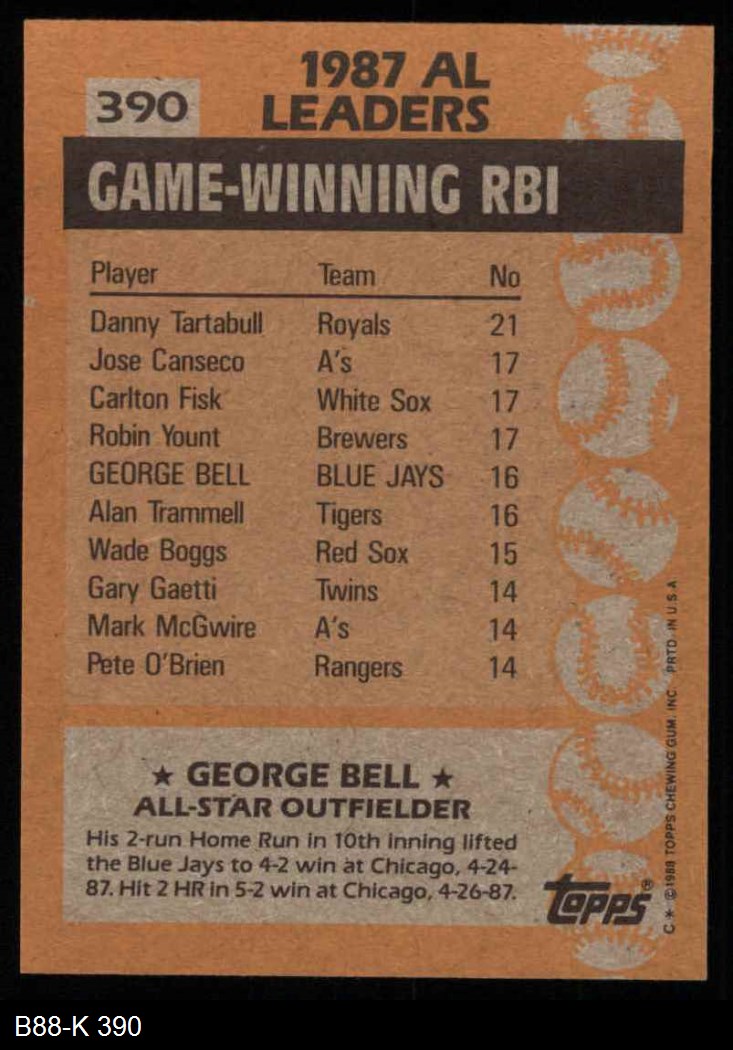 1987 AL
LEADERS
390
GAME-WINNING RBI
Player Team No
Danny Tartabull Royals 21
Jose Canseco A's 17
Carlton Fisk White Sox 17
Robin Yount Brewers 17
GEORGE BELL BLUE JAYS 16
Alan Trammell Tigers 16
Wade Boggs Red Sox 15
Gary Gaetti Twins 14
Mark McGwire A's 14
Pete O'Brien Rangers 14
★ GEORGE BELL ★
ALL-STAR OUTFIELDER
His 2-run Home Run in 10th inning lifted
the Blue Jays to 4-2 win at Chicago, 4-24-
87. Hit 2 HR in 5-2 win at Chicago, 4-26-87.
topps®
C* ©1988 TOPPS CHEWING GUM, INC. PRTD. IN U.S.A.
B88-K 390